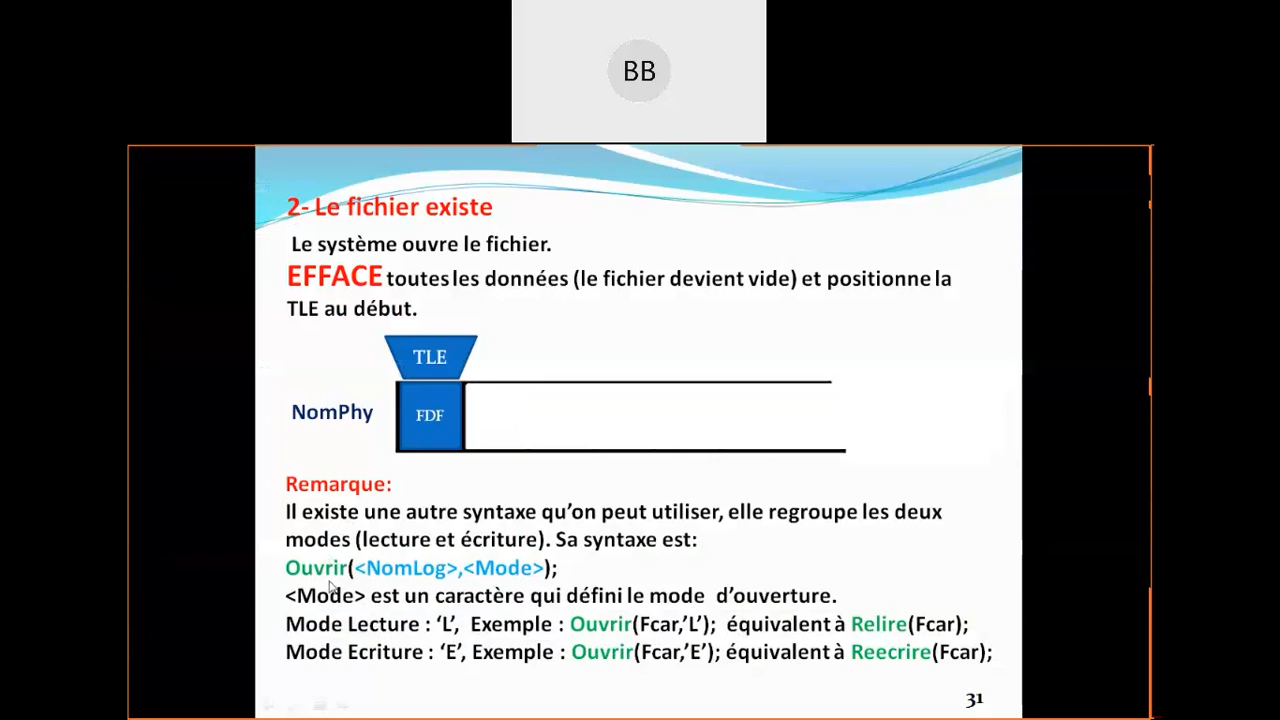 BB
2- Le fichier existe
Le système ouvre le fichier.
EFFACE toutes les données (le fichier devient vide) et positionne la
TLE au début.
TLE
NomPhy
FDF
Remarque:
Il existe une autre syntaxe qu’on peut utiliser, elle regroupe les deux
modes (lecture et écriture). Sa syntaxe est:
Ouvrir(<NomLog>,<Mode>);
<Mode> est un caractère qui défini le mode d’ouverture.
Mode Lecture : ‘L’, Exemple : Ouvrir(Fcar,’L’); équivalent à Relire(Fcar);
Mode Ecriture : ‘E’, Exemple : Ouvrir(Fcar,’E’); équivalent à Reecrire(Fcar);
31